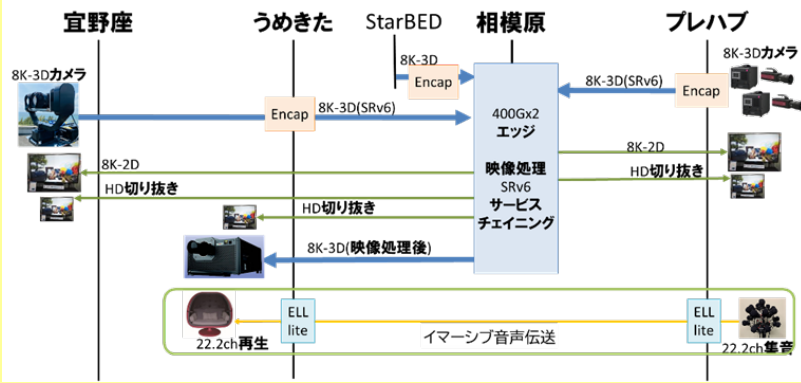 宜野座
うめきた
StarBED
相模原
プレハブ
8K-3Dカメラ
8K-3D
Encap
8K-3D(SRv6)
Encap
8K-3Dカメラ
Encap
8K-3D(SRv6)
400Gx2
エッジ
映像処理
SRv6
サービス
チェイニング
8K-2D
HD切り抜き
8K-2D
HD切り抜き
HD切り抜き
8K-3D(映像処理後)
ELL
lite
22.2ch再生
イマーシブ音声伝送
ELL
lite
22.2ch集音